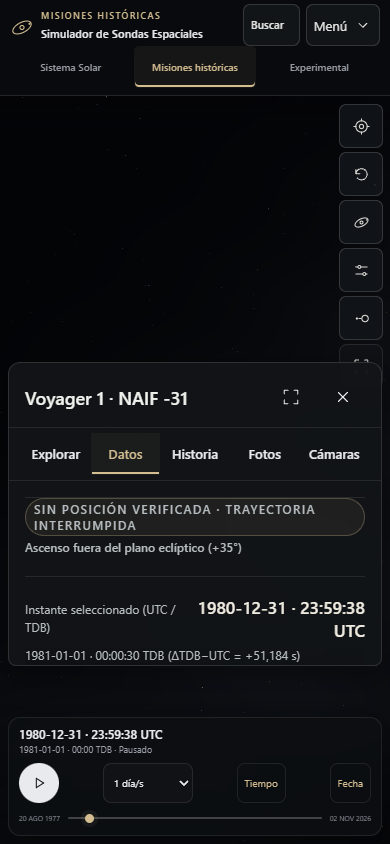 MISIONES HISTÓRICAS
Simulador de Sondas Espaciales
Buscar
Menú
Sistema Solar
Misiones históricas
Experimental
Voyager 1 · NAIF -31
Explorar
Datos
Historia
Fotos
Cámaras
SIN POSICIÓN VERIFICADA · TRAYECTORIA
INTERRUMPIDA
Ascenso fuera del plano eclíptico (+35°)
Instante seleccionado (UTC /
TDB)
1980-12-31 · 23:59:38
UTC
1981-01-01 · 00:00:30 TDB (ΔTDB−UTC = +51,184 s)
1980-12-31 · 23:59:38 UTC
1981-01-01 · 00:00 TDB · Pausado
1 día/s
Tiempo
Fecha
20 AGO 1977
02 NOV 2026